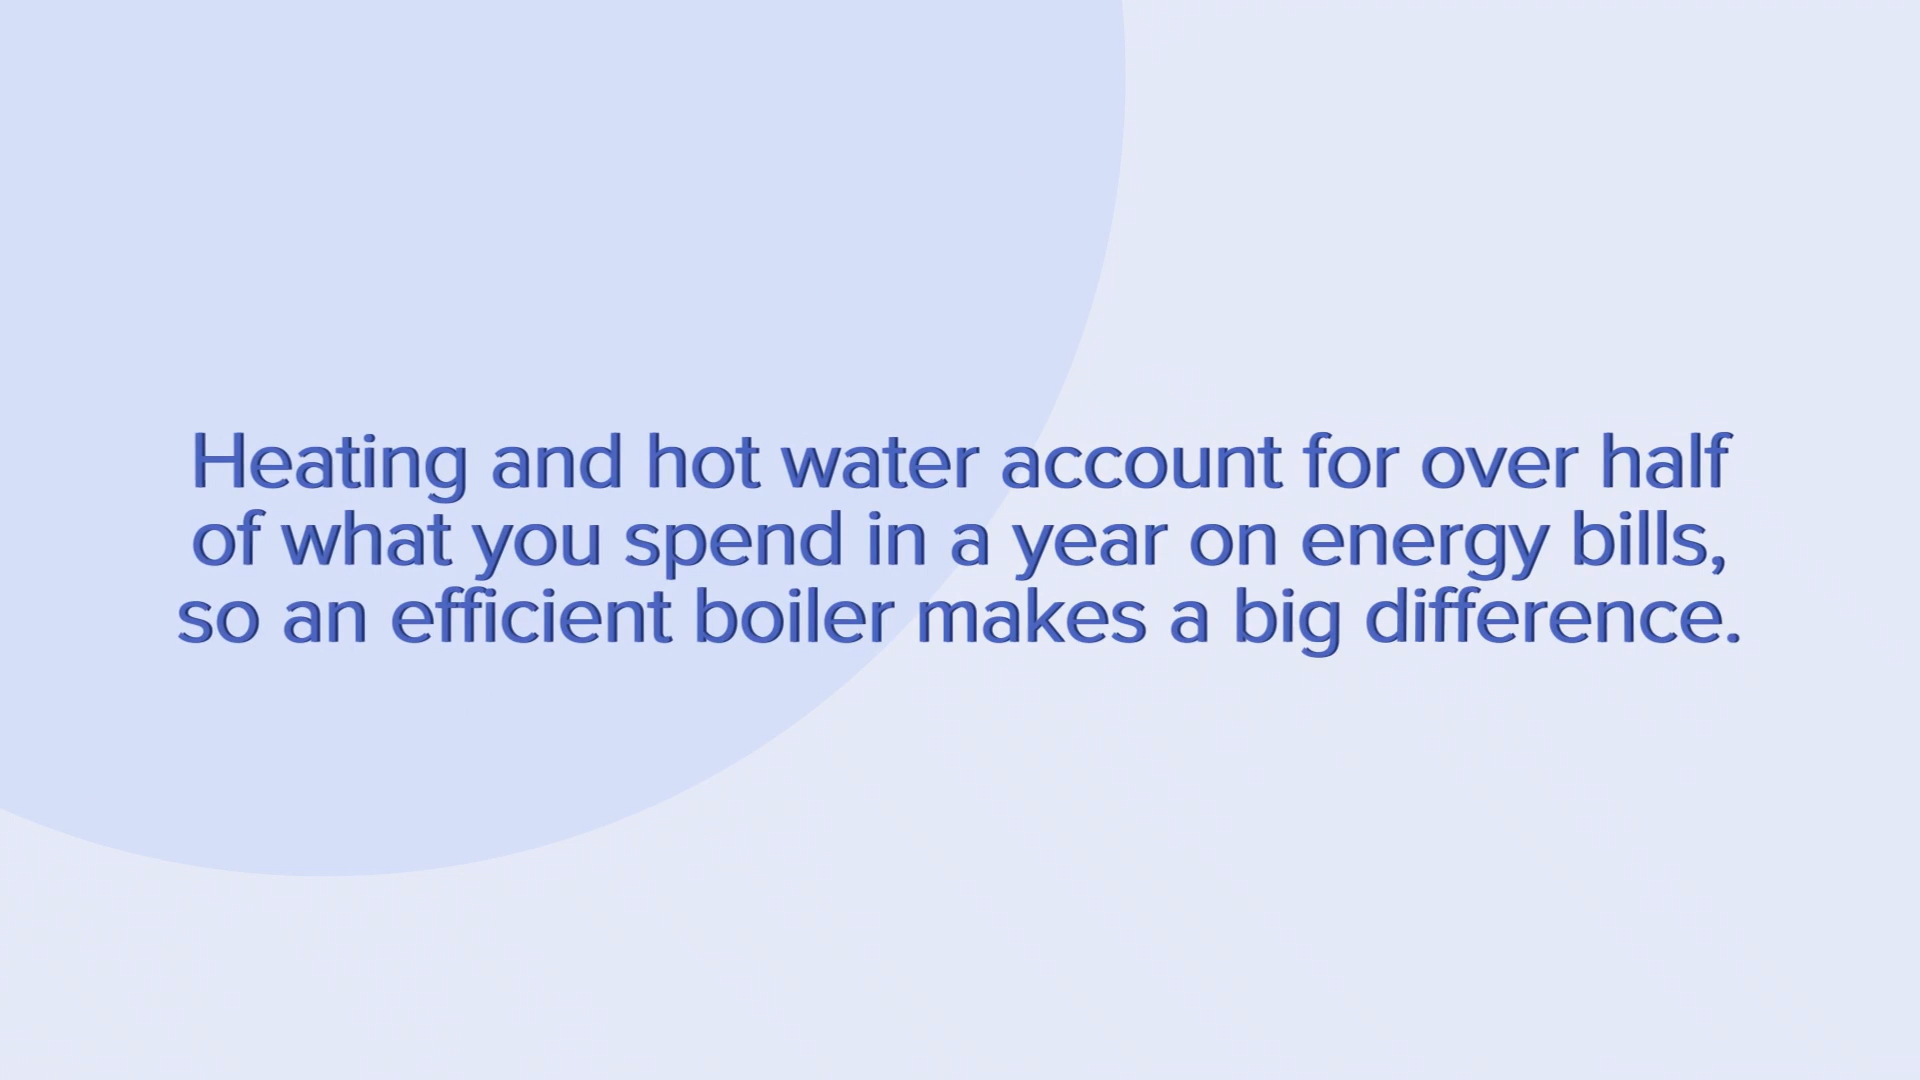 Heating and hot water account for over half
of what you spend in a year on energy bills,
so an efficient boiler makes a big difference.